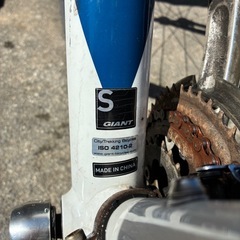 S
GIANT
City/Trekking Bicycles
ISO 4210-2
MADE IN CHINA